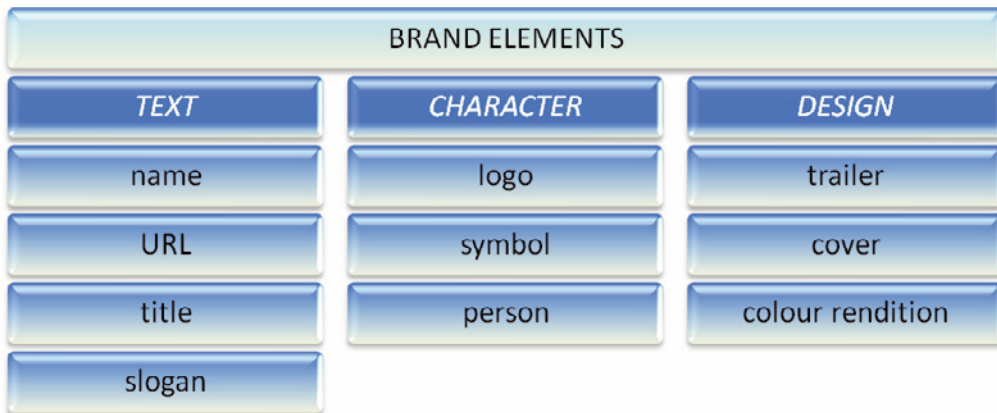 BRAND ELEMENTS
TEXT
CHARACTER
DESIGN
name
logo
trailer
URL
symbol
cover
title
person
colour rendition
slogan